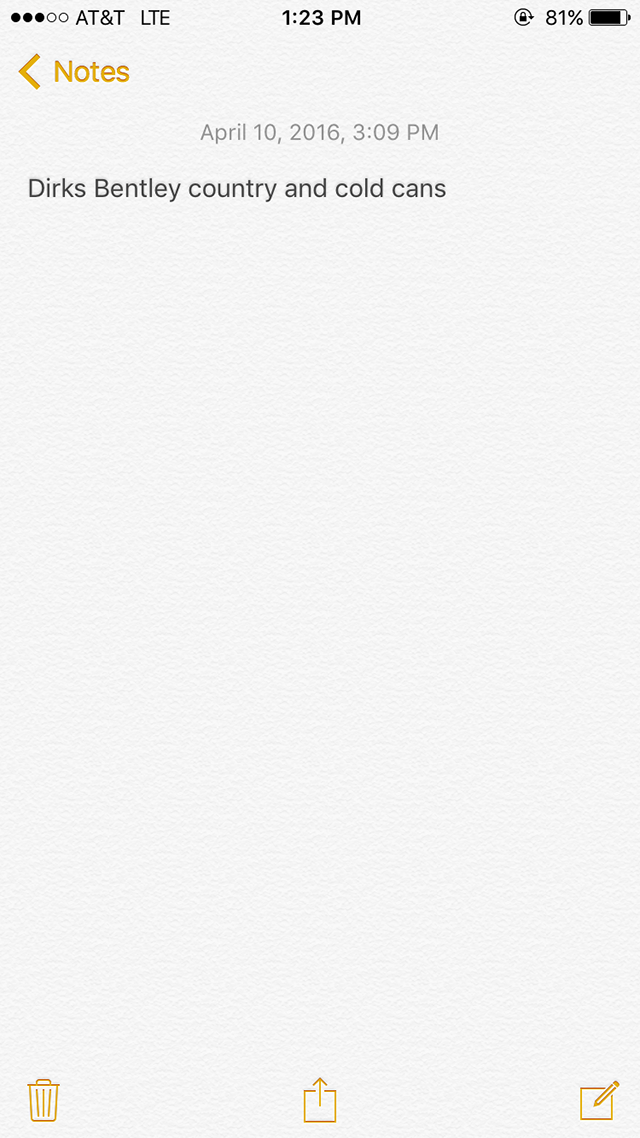 ●●●○○ AT&T LTE 1:23 PM 81%
Notes
April 10, 2016, 3:09 PM
Dirks Bentley country and cold cans